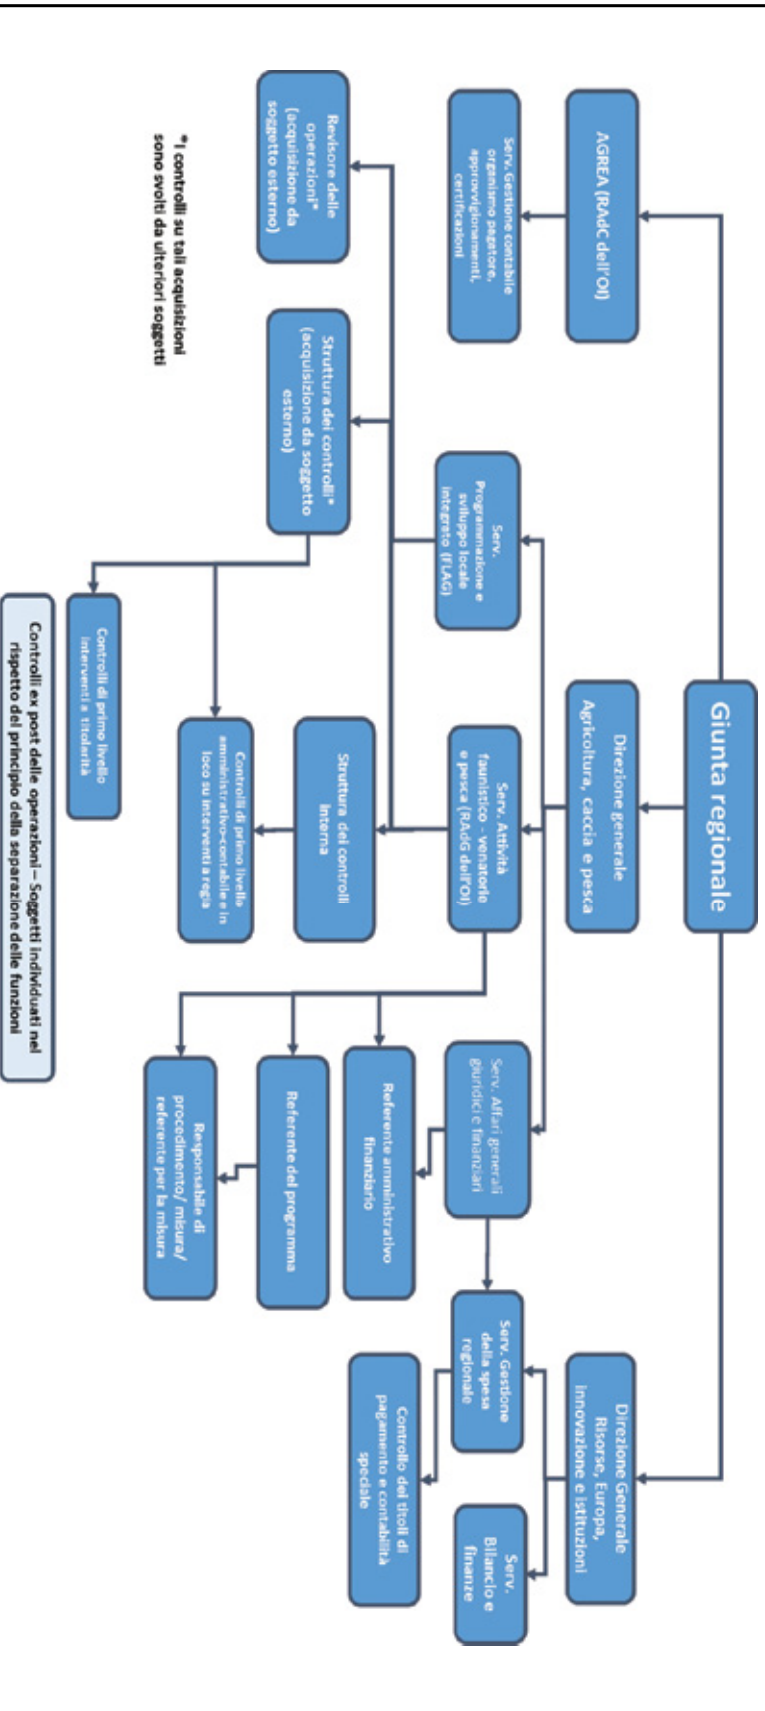 Giunta regionale
AGREA (RAdC dell'OI)
Direzione generale
Agricoltura, caccia e pesca
Direzione Generale
Risorse, Europa,
innovazione e istituzioni
Serv. Gestione contabile
organismo pagatore,
approvvigionamenti,
certificazioni
Serv.
Programmazione e
sviluppo locale
integrato (FLAG)
Serv. Attività
faunistico - venatorie
e pesca (RAdG dell'OI)
Serv. Affari generali
giuridici e finanziari
Serv. Gestione
della spesa
regionale
Serv.
Bilancio e
finanze
Revisore delle
operazioni*
(acquisizione da
soggetto esterno)
Struttura dei controlli*
(acquisizione da soggetto
esterno)
Struttura dei controlli
interna
Referente amministrativo
finanziario
Controllo dei titoli di
pagamento e contabilità
speciale
Referente del programma
Controlli di primo livello
amministrativo-contabile e in
loco su interventi a regia
Responsabile di
procedimento/ misura/
referente per la misura
*I controlli su tali acquisizioni
sono svolti da ulteriori soggetti
Controlli di primo livello
interventi a titolarità
Controlli ex post delle operazioni – Soggetti individuati nel
rispetto del principio della separazione delle funzioni